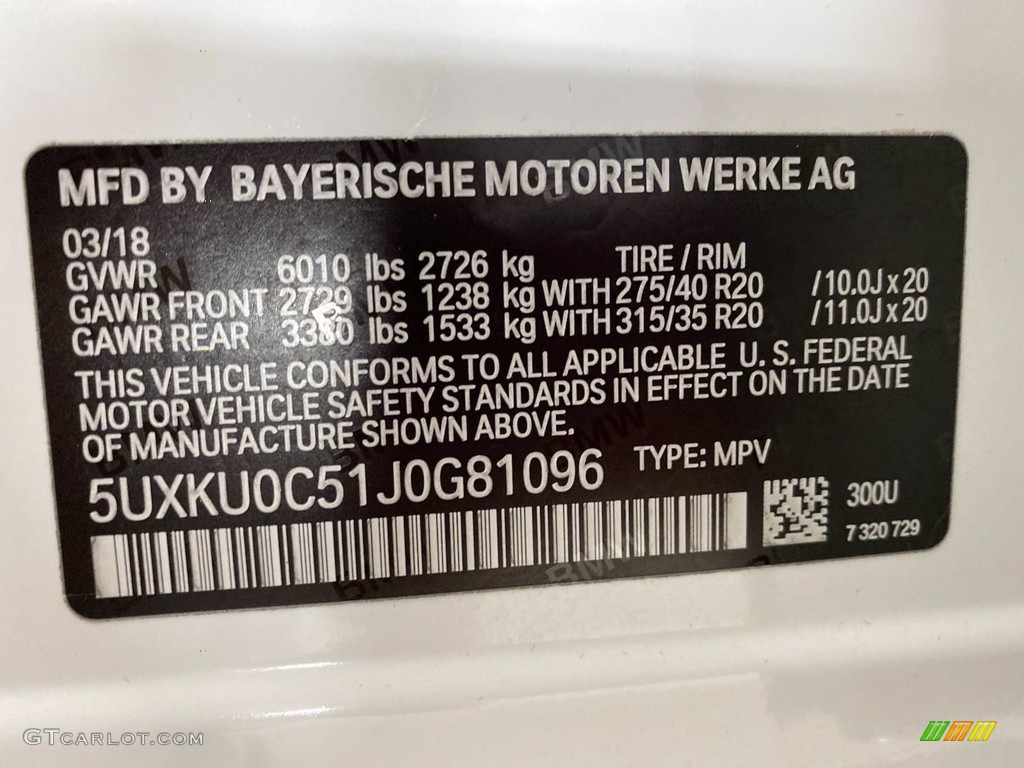 MFD BY BAYERISCHE MOTOREN WERKE AG
03/18 TIRE / RIM
GVWR 6010 lbs 2726 kg
GAWR FRONT 2729 lbs 1238 kg WITH 275/40 R20 /10.0J x 20
GAWR REAR 3380 lbs 1533 kg WITH 315/35 R20 /11.0J x 20
THIS VEHICLE CONFORMS TO ALL APPLICABLE U. S. FEDERAL
MOTOR VEHICLE SAFETY STANDARDS IN EFFECT ON THE DATE
OF MANUFACTURE SHOWN ABOVE.
5UXKU0C51J0G81096 TYPE: MPV
300U
7 320 729
GTCARLOT.COM